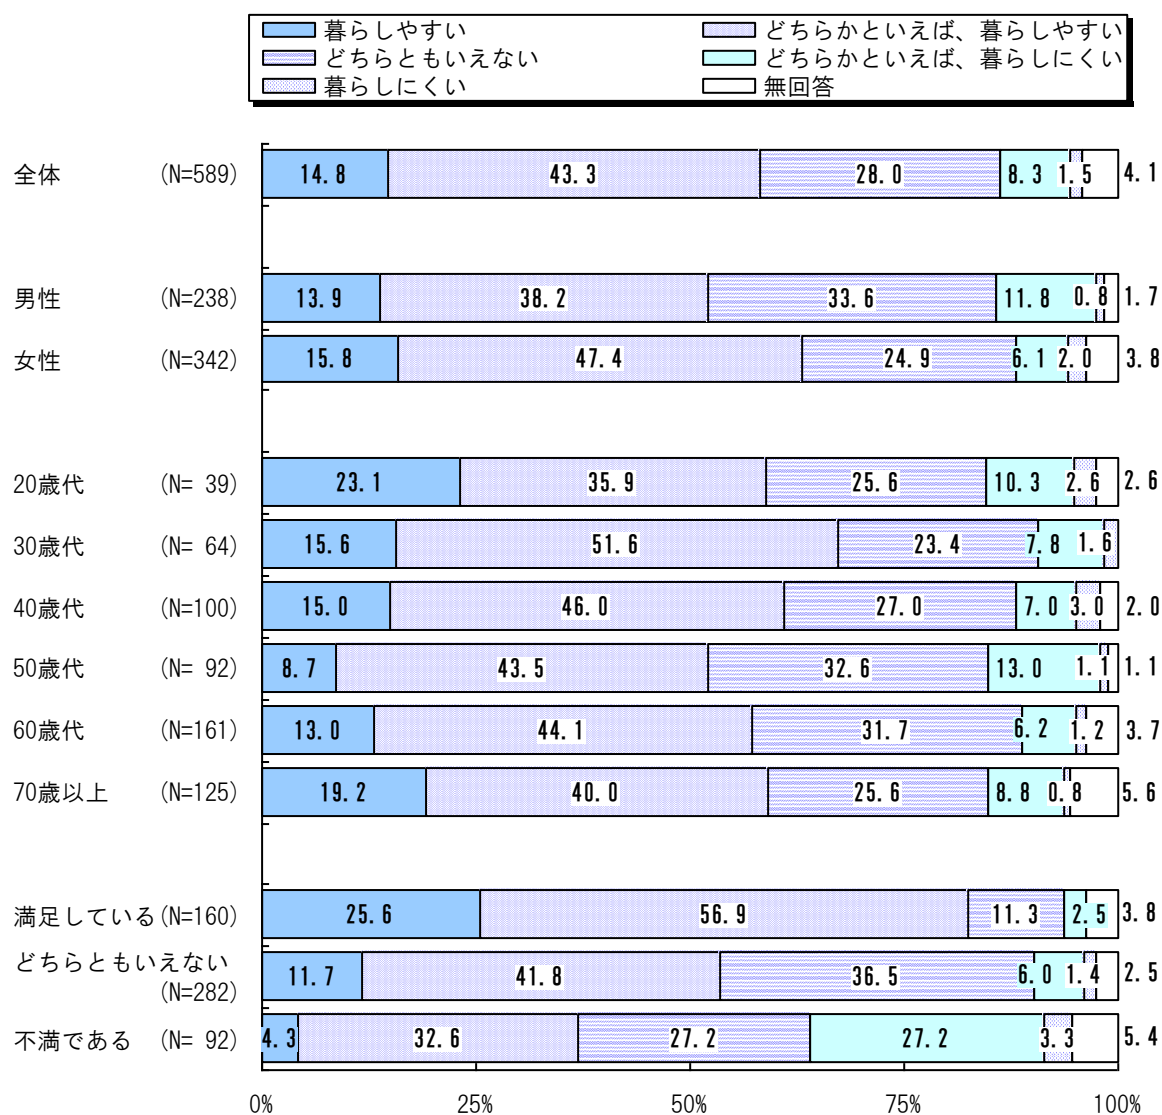 暮らしやすい どちらかといえば、暮らしやすい
どちらともいえない どちらかといえば、暮らしにくい
暮らしにくい 無回答
全体 (N=589) 14.8 43.3 28.0 8.3 1.5 4.1
男性 (N=238) 13.9 38.2 33.6 11.8 0.8 1.7
女性 (N=342) 15.8 47.4 24.9 6.1 2.0 3.8
20歳代 (N= 39) 23.1 35.9 25.6 10.3 2.6 2.6
30歳代 (N= 64) 15.6 51.6 23.4 7.8 1.6
40歳代 (N=100) 15.0 46.0 27.0 7.0 3.0 2.0
50歳代 (N= 92) 8.7 43.5 32.6 13.0 1.1 1.1
60歳代 (N=161) 13.0 44.1 31.7 6.2 1.2 3.7
70歳以上 (N=125) 19.2 40.0 25.6 8.8 0.8 5.6
満足している (N=160) 25.6 56.9 11.3 2.5 3.8
どちらともいえない
(N=282) 11.7 41.8 36.5 6.0 1.4 2.5
不満である (N= 92) 4.3 32.6 27.2 27.2 3.3 5.4
0% 25% 50% 75% 100%